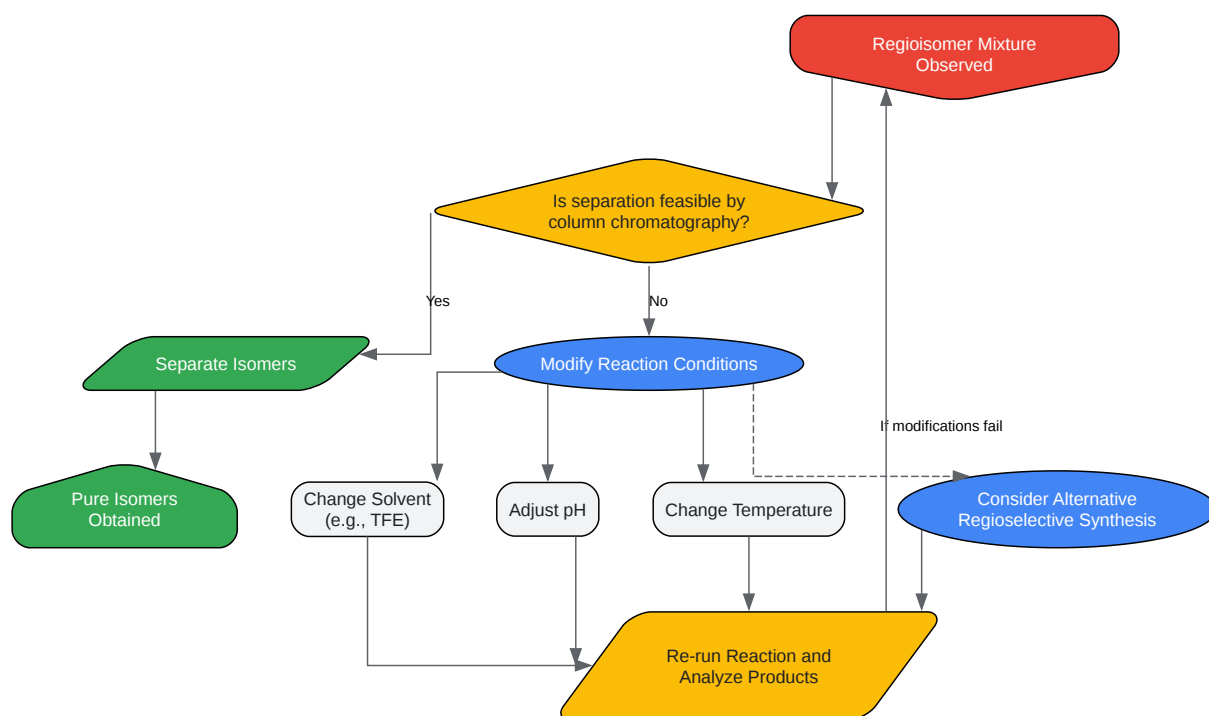 Regioisomer Mixture
Observed
Is separation feasible by
column chromatography?
Yes
No
Separate Isomers
Modify Reaction Conditions
If modifications fail
Pure Isomers
Obtained
Change Solvent
(e.g., TFE)
Adjust pH
Change Temperature
Consider Alternative
Regioselective Synthesis
Re-run Reaction and
Analyze Products